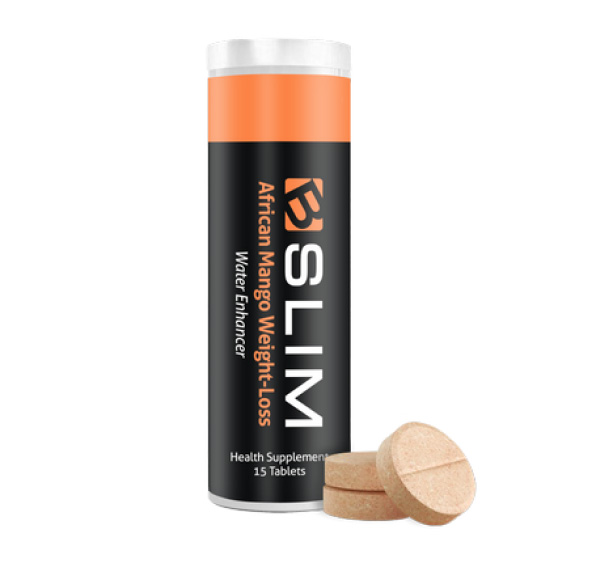 B SLIM
African Mango Weight-Loss
Water Enhancer
Health Supplement
15 Tablets